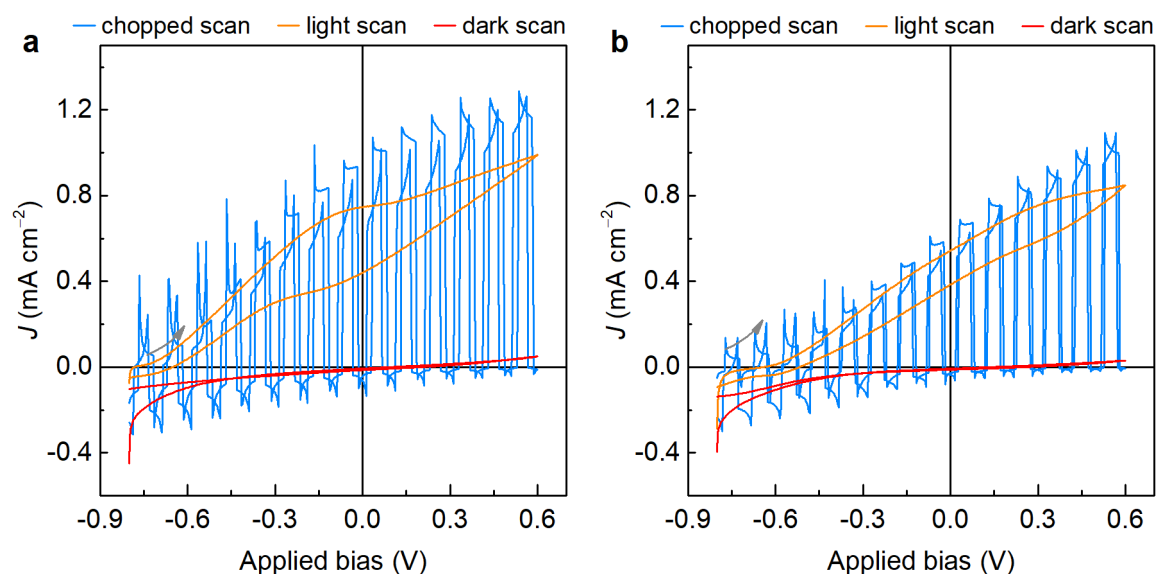 a
chopped scan light scan dark scan
J (mA cm⁻²)
1.2
0.8
0.4
0.0
-0.4
-0.9 -0.6 -0.3 0.0 0.3 0.6
Applied bias (V)
b
chopped scan light scan dark scan
J (mA cm⁻²)
1.2
0.8
0.4
0.0
-0.4
-0.9 -0.6 -0.3 0.0 0.3 0.6
Applied bias (V)